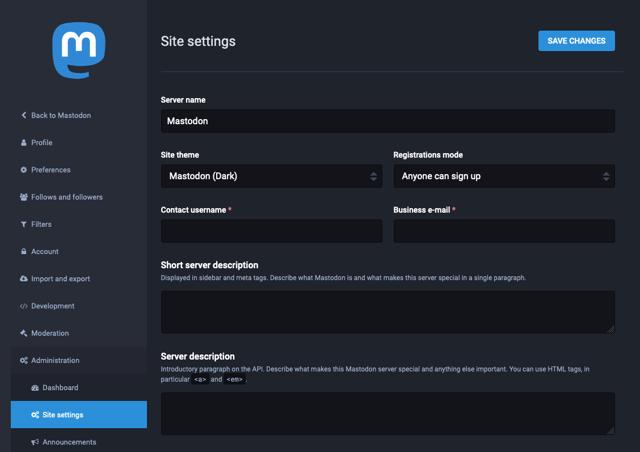 m
Back to Mastodon
Profile
Preferences
Follows and followers
Filters
Account
Import and export
Development
Moderation
Administration
Dashboard
Site settings
Announcements
Site settings
SAVE CHANGES
Server name
Mastodon
Site theme
Registrations mode
Mastodon (Dark)
Anyone can sign up
Contact username *
Business e-mail *
Short server description
Displayed in sidebar and meta tags. Describe what Mastodon is and what makes this server special in a single paragraph.
Server description
Introductory paragraph on the API. Describe what makes this Mastodon server special and anything else important. You can use HTML tags, in
particular <a> and <em>.